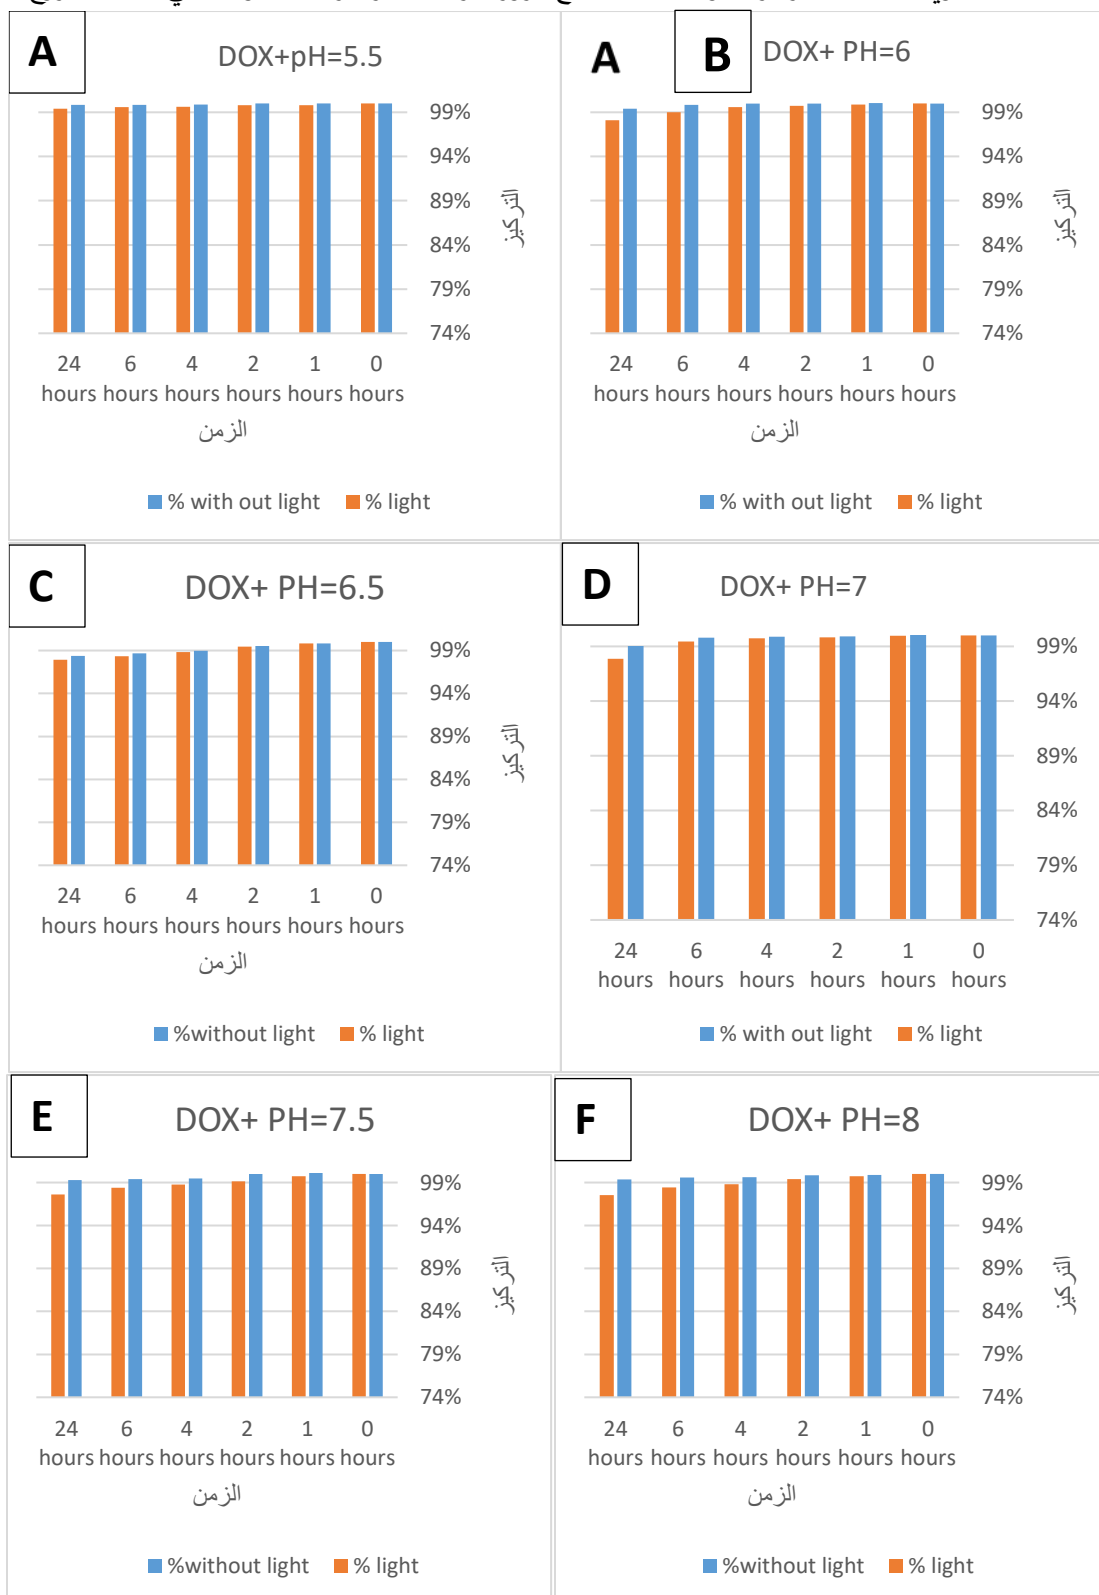 A
DOX+pH=5.5
99%
94%
89%
84%
79%
74%
التركيز
24 6 4 2 1 0
hours hours hours hours hours hours
الزمن
% with out light % light
A
B
DOX+ PH=6
99%
94%
89%
84%
79%
74%
التركيز
24 6 4 2 1 0
hours hours hours hours hours hours
الزمن
% with out light % light
C
DOX+ PH=6.5
99%
94%
89%
84%
79%
74%
التركيز
24 6 4 2 1 0
hours hours hours hours hours hours
الزمن
%without light % light
D
DOX+ PH=7
99%
94%
89%
84%
79%
74%
24 6 4 2 1 0
hours hours hours hours hours hours
% with out light % light
E
DOX+ PH=7.5
99%
94%
89%
84%
79%
74%
التركيز
24 6 4 2 1 0
hours hours hours hours hours hours
الزمن
%without light % light
F
DOX+ PH=8
99%
94%
89%
84%
79%
74%
التركيز
24 6 4 2 1 0
hours hours hours hours hours hours
الزمن
%without light % light